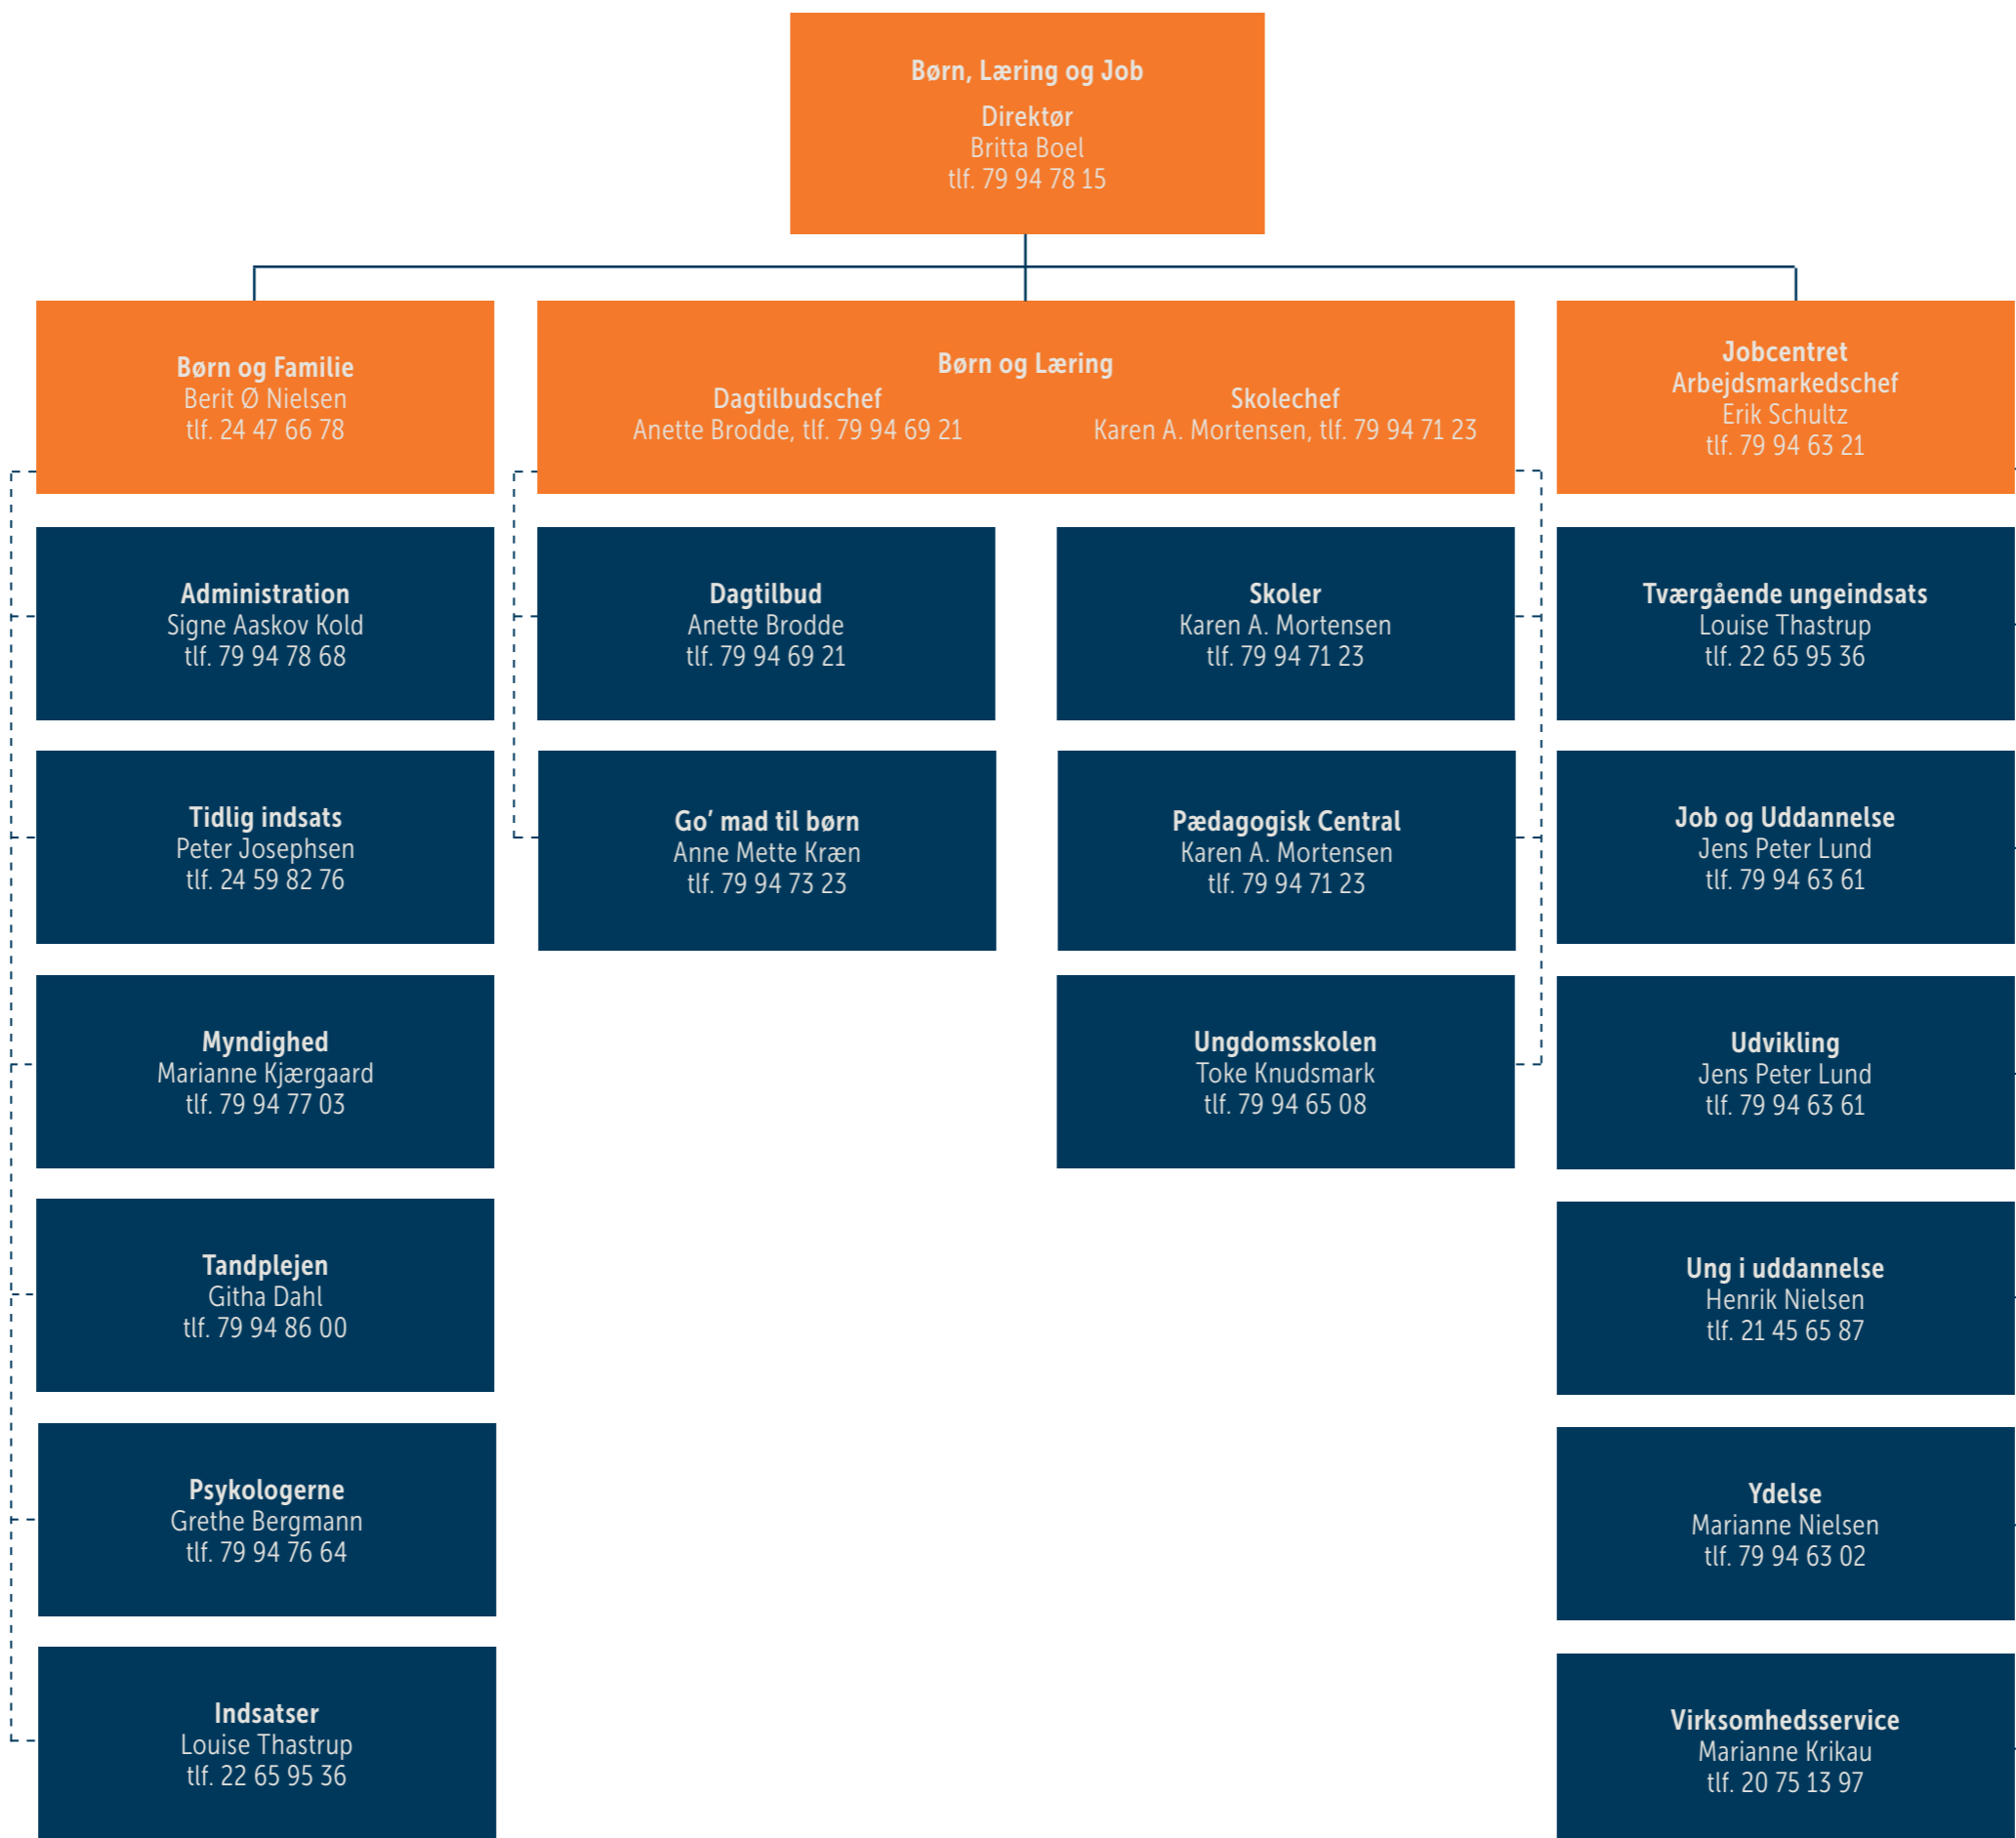 Børn, Læring og Job
Direktør
Britta Boel
tlf. 79 94 78 15
Børn og Familie
Berit Ø Nielsen
tlf. 24 47 66 78
Børn og Læring
Dagtilbudschef
Anette Brodde, tlf. 79 94 69 21
Skolechef
Karen A. Mortensen, tlf. 79 94 71 23
Jobcentret
Arbejdsmarkedschef
Erik Schultz
tlf. 79 94 63 21
Administration
Signe Aaskov Kold
tlf. 79 94 78 68
Tidlig indsats
Peter Josephsen
tlf. 24 59 82 76
Myndighed
Marianne Kjærgaard
tlf. 79 94 77 03
Tandplejen
Githa Dahl
tlf. 79 94 86 00
Psykologerne
Grethe Bergmann
tlf. 79 94 76 64
Indsatser
Louise Thastrup
tlf. 22 65 95 36
Dagtilbud
Anette Brodde
tlf. 79 94 69 21
Go’ mad til børn
Anne Mette Kræn
tlf. 79 94 73 23
Skoler
Karen A. Mortensen
tlf. 79 94 71 23
Pædagogisk Central
Karen A. Mortensen
tlf. 79 94 71 23
Ungdomsskolen
Toke Knudsmark
tlf. 79 94 65 08
Tværgående ungeindsats
Louise Thastrup
tlf. 22 65 95 36
Job og Uddannelse
Jens Peter Lund
tlf. 79 94 63 61
Udvikling
Jens Peter Lund
tlf. 79 94 63 61
Ung i uddannelse
Henrik Nielsen
tlf. 21 45 65 87
Ydelse
Marianne Nielsen
tlf. 79 94 63 02
Virksomhedsservice
Marianne Krikau
tlf. 20 75 13 97